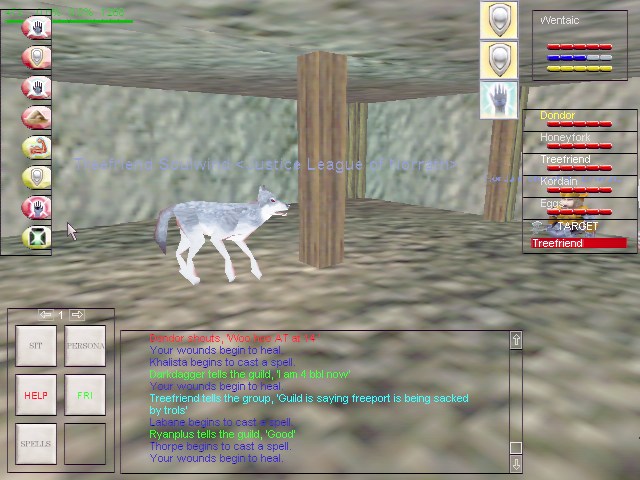 Wentaic
Dondor
Honeyfork
Treefriend
Kordain
Eggs
TARGET
Treefriend
Treefriend Soulwind <Justice League of Norrath>
1
SIT
PERSONA
HELP
FRI
SPELLS
Dondor shouts, 'Woo
AT at
Your wounds begin to heal.
Khalista begins to cast a spell.
Darkdagger tells the guild, 'I am 4 bbl now'
Your wounds begin to heal.
Treefriend tells the group, 'Guild is saying freeport is being sacked
by trols'
Labane begins to cast a spell.
Ryanplus tells the guild, 'Good'
Thorpe begins to cast a spell.
Your wounds begin to heal.